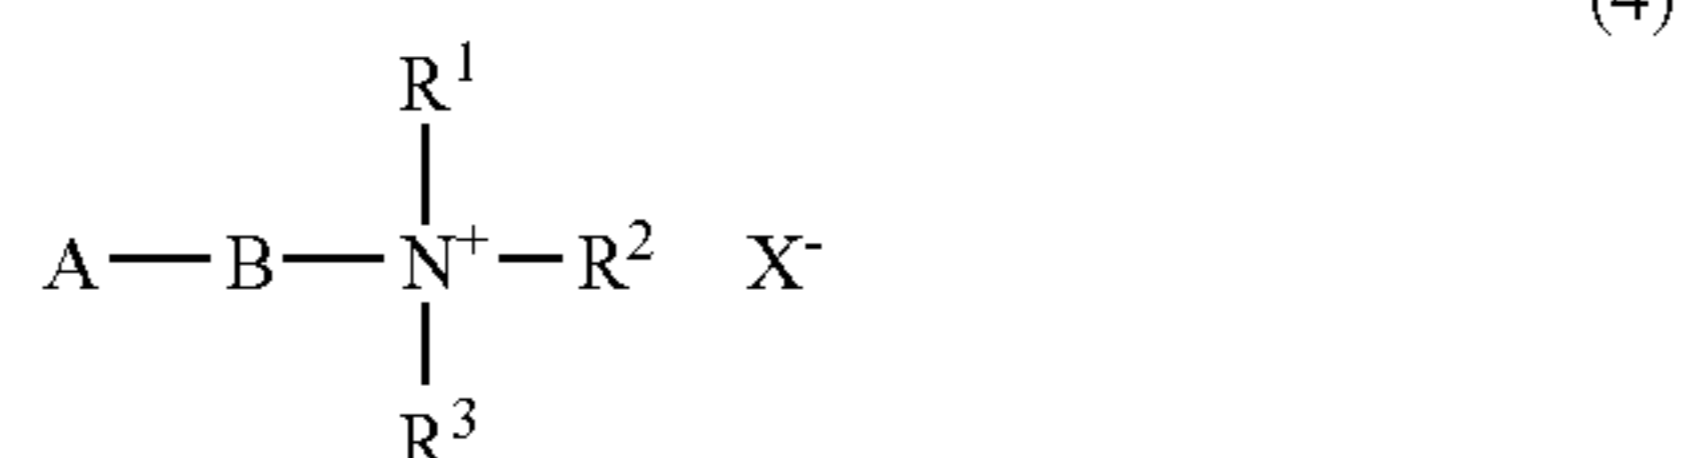 (4)
R¹
A — B — N⁺ — R² X⁻
R³